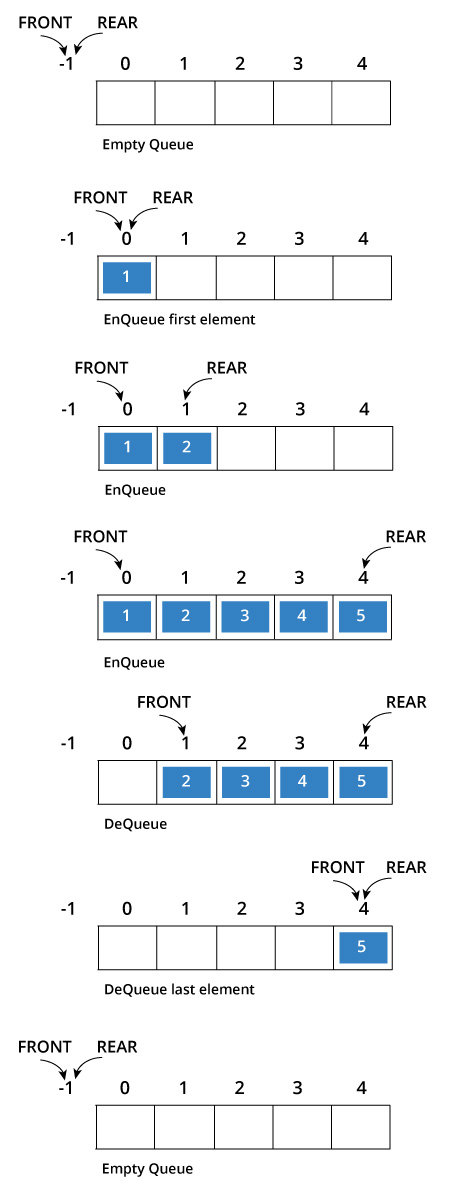 FRONT REAR
-1 0 1 2 3 4
Empty Queue
FRONT REAR
-1 0 1 2 3 4
1
EnQueue first element
FRONT REAR
-1 0 1 2 3 4
1 2
EnQueue
FRONT REAR
-1 0 1 2 3 4
1 2 3 4 5
EnQueue
FRONT REAR
-1 0 1 2 3 4
2 3 4 5
DeQueue
FRONT REAR
-1 0 1 2 3 4
5
DeQueue last element
FRONT REAR
-1 0 1 2 3 4
Empty Queue